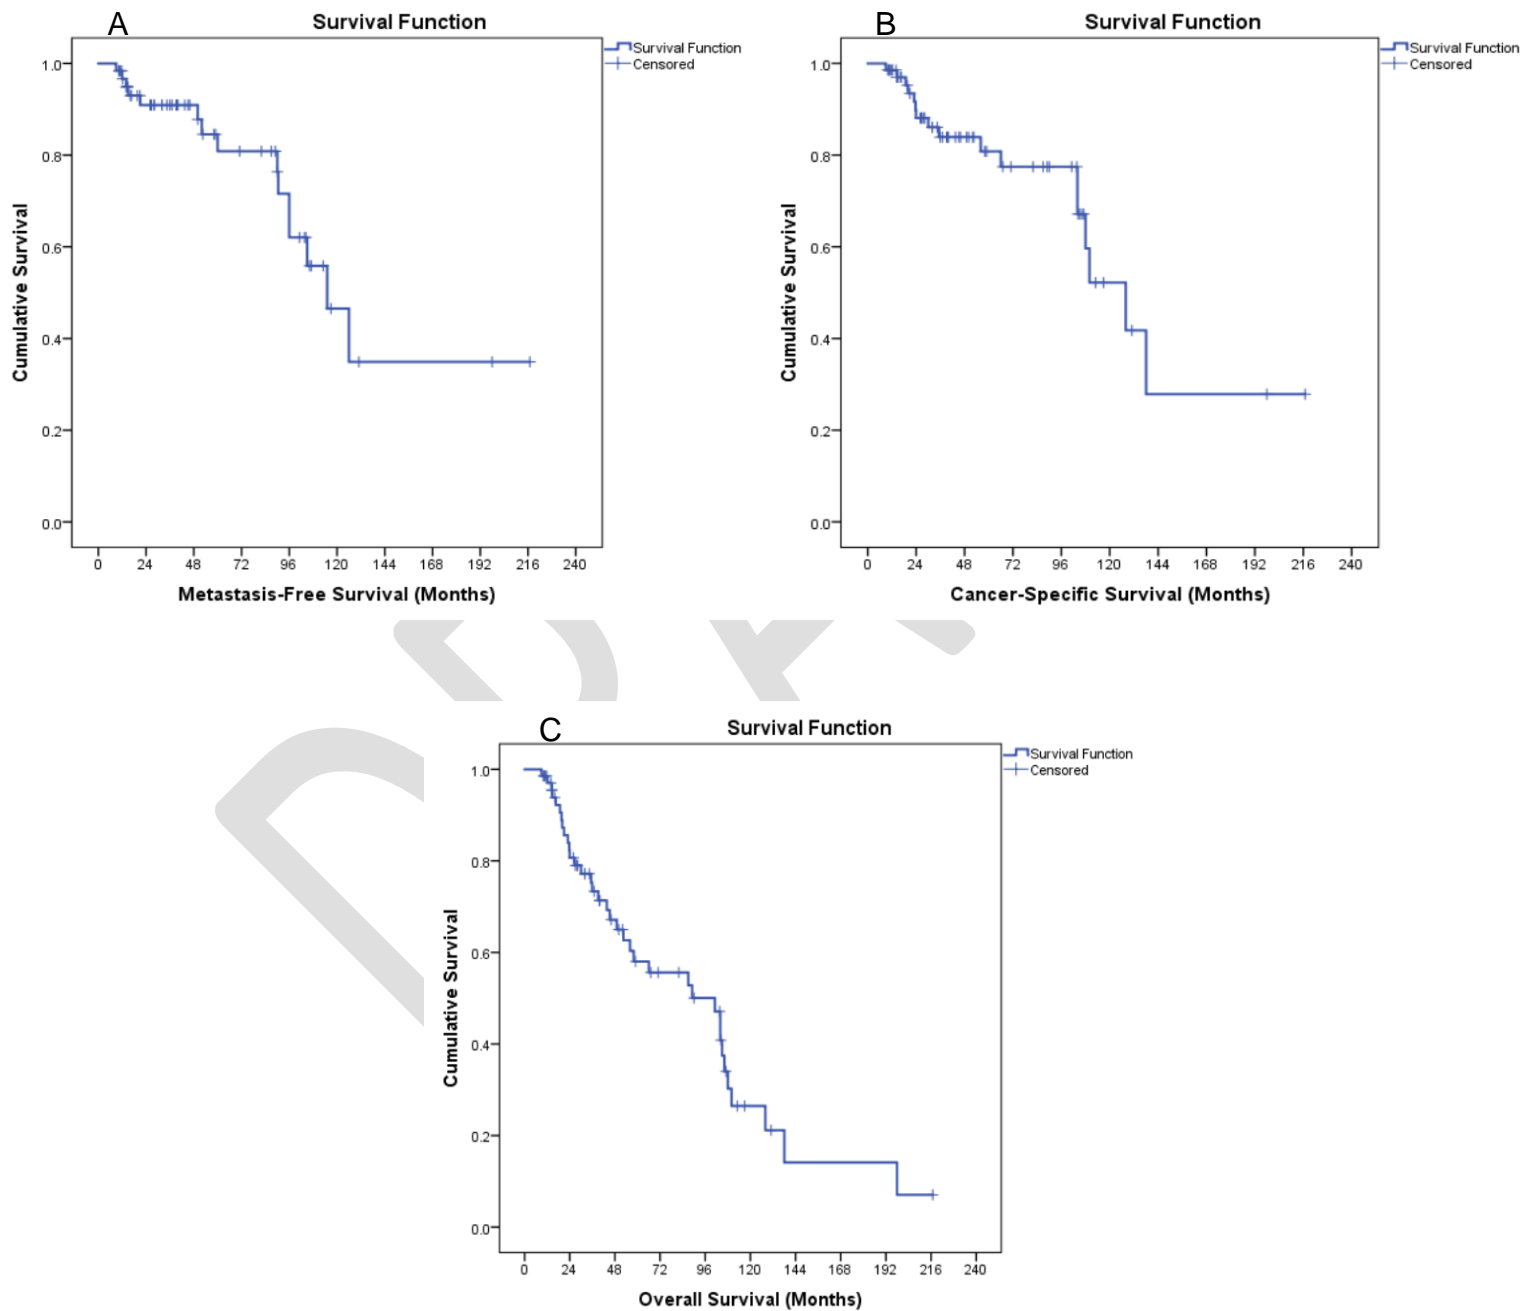 A
Survival Function
Survival Function
Censored
1.0
0.8
0.6
0.4
0.2
0.0
Cumulative Survival
0 24 48 72 96 120 144 168 192 216 240
Metastasis-Free Survival (Months)
B
Survival Function
Survival Function
Censored
1.0
0.8
0.6
0.4
0.2
0.0
Cumulative Survival
0 24 48 72 96 120 144 168 192 216 240
Cancer-Specific Survival (Months)
C
Survival Function
Survival Function
Censored
1.0
0.8
0.6
0.4
0.2
0.0
Cumulative Survival
0 24 48 72 96 120 144 168 192 216 240
Overall Survival (Months)